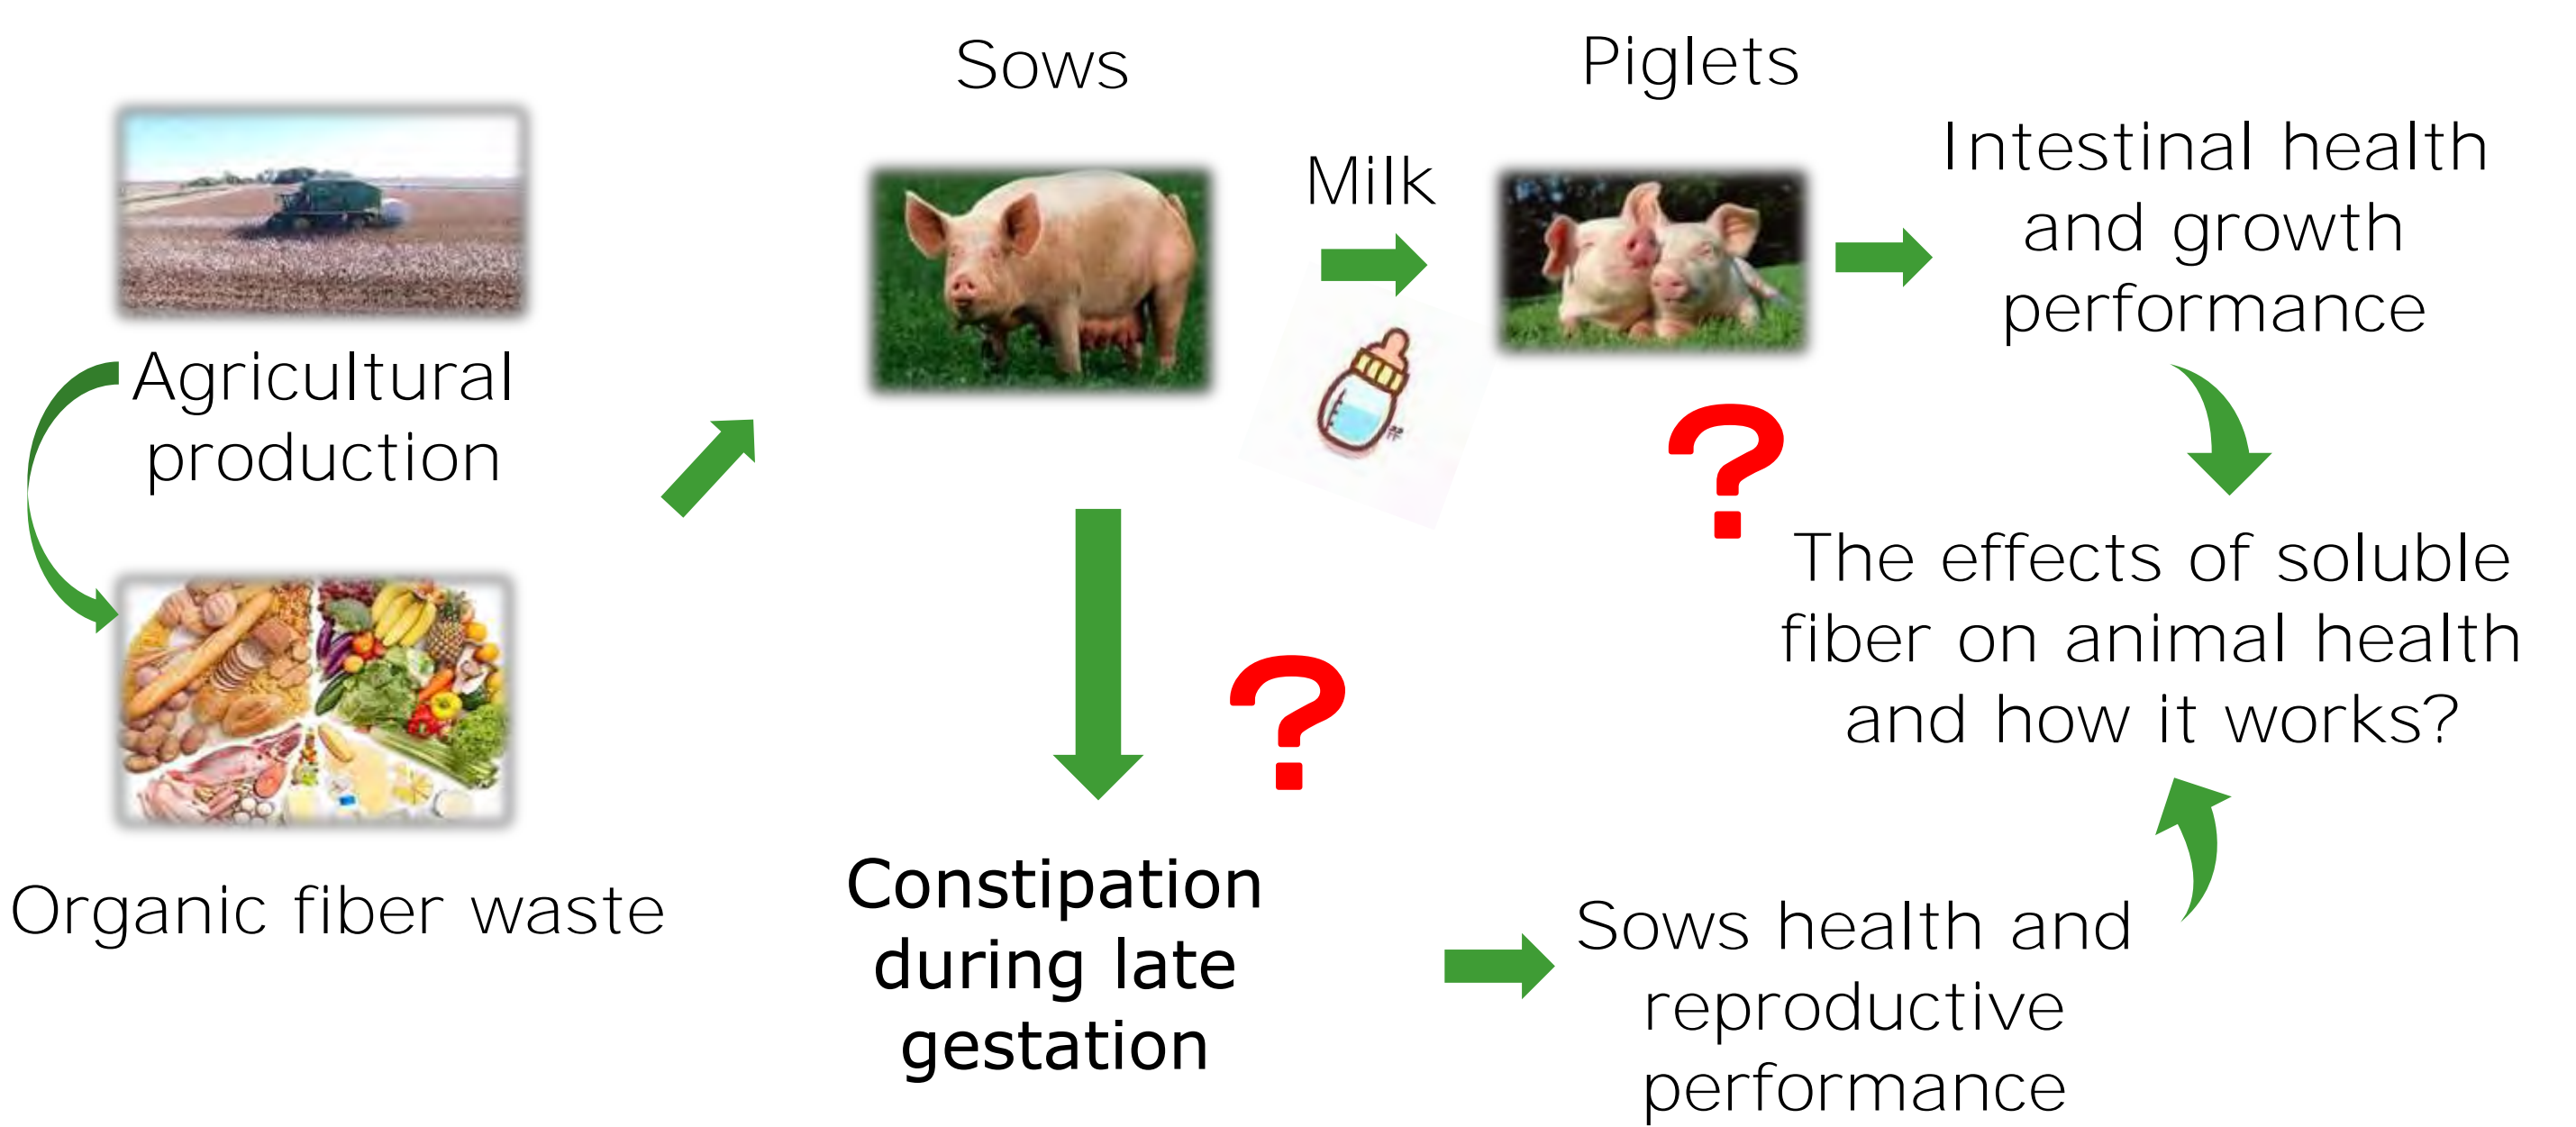 Sows
Piglets
Milk
Intestinal health
and growth
performance
Agricultural
production
?
The effects of soluble
fiber on animal health
and how it works?
?
Organic fiber waste
Constipation
during late
gestation
Sows health and
reproductive
performance